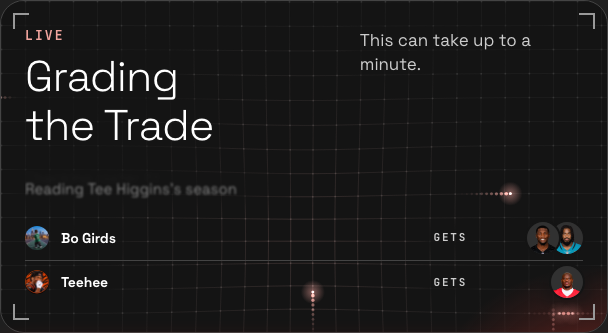 LIVE
Grading
the Trade
This can take up to a
minute.
Reading Tee Higgins's season
Bo Girds
GETS
Teehee
GETS